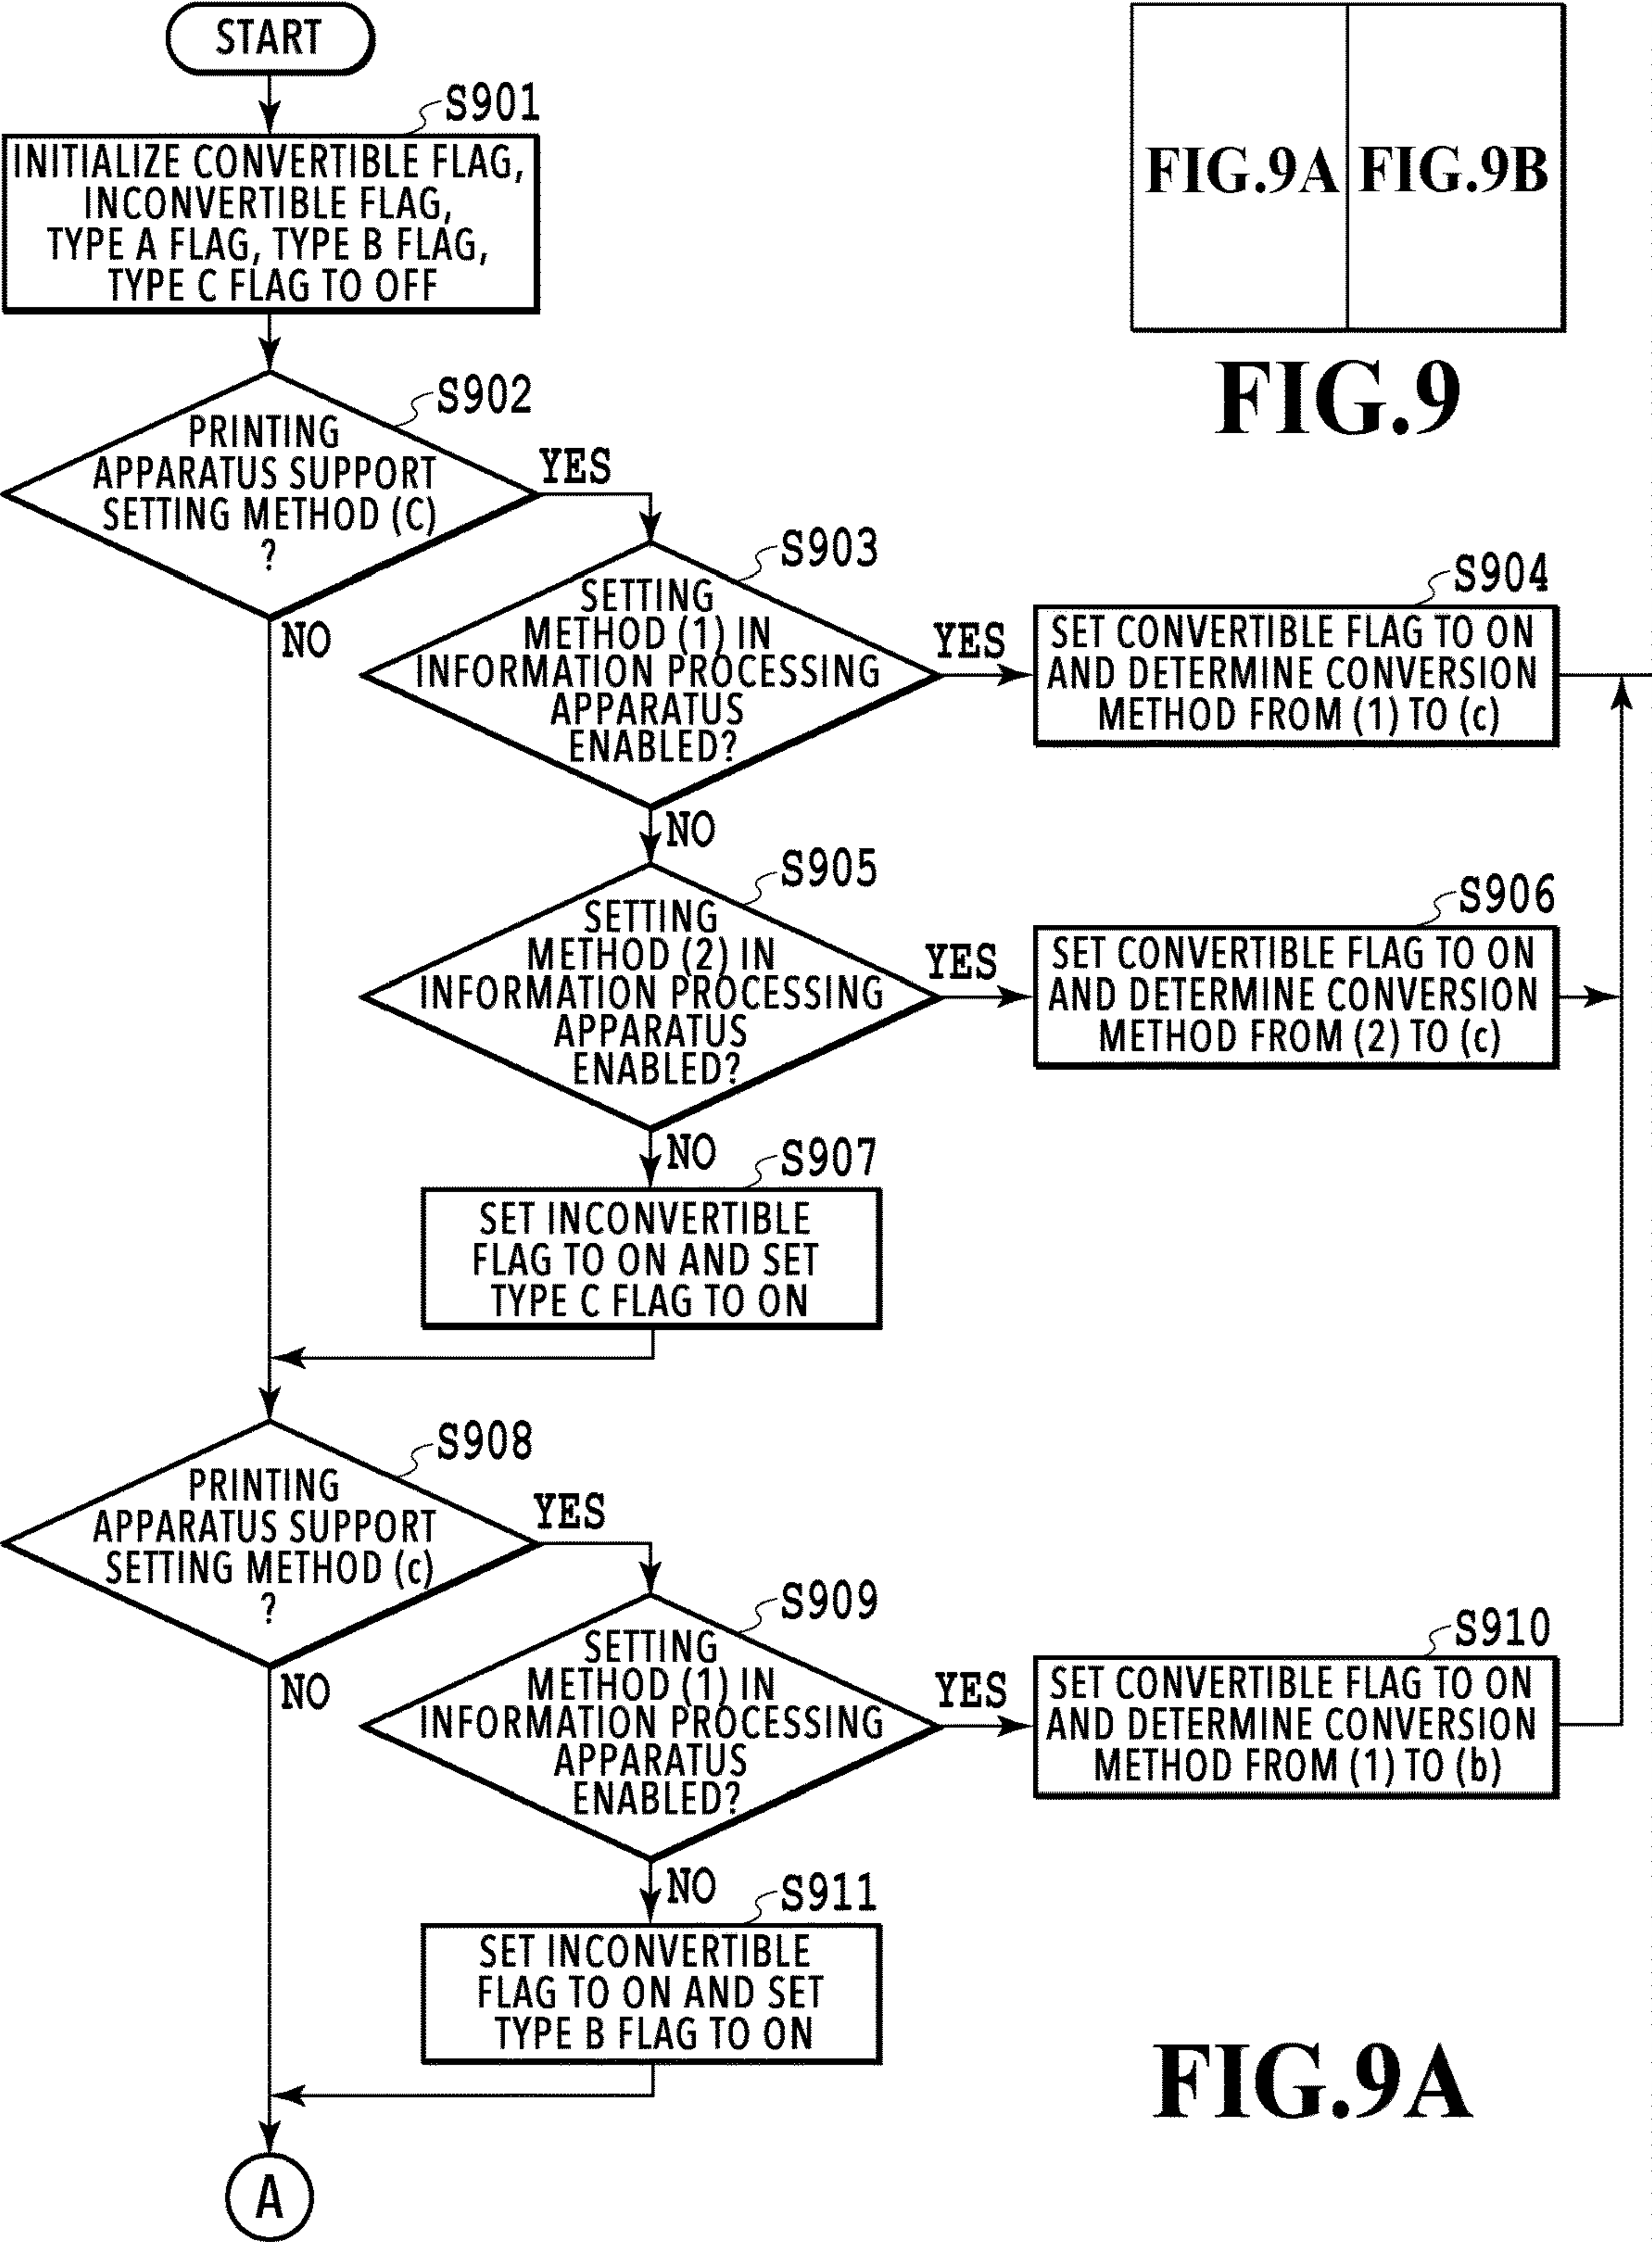 START
S901
INITIALIZE CONVERTIBLE FLAG,
INCONVERTIBLE FLAG,
TYPE A FLAG, TYPE B FLAG,
TYPE C FLAG TO OFF
FIG.9A
FIG.9B
FIG.9
S902
PRINTING
APPARATUS SUPPORT
SETTING METHOD (C)
?
YES
NO
S903
SETTING
METHOD (1) IN
INFORMATION PROCESSING
APPARATUS
ENABLED?
YES
NO
S904
SET CONVERTIBLE FLAG TO ON
AND DETERMINE CONVERSION
METHOD FROM (1) TO (c)
S905
SETTING
METHOD (2) IN
INFORMATION PROCESSING
APPARATUS
ENABLED?
YES
NO
S906
SET CONVERTIBLE FLAG TO ON
AND DETERMINE CONVERSION
METHOD FROM (2) TO (c)
S907
SET INCONVERTIBLE
FLAG TO ON AND SET
TYPE C FLAG TO ON
S908
PRINTING
APPARATUS SUPPORT
SETTING METHOD (c)
?
YES
NO
S909
SETTING
METHOD (1) IN
INFORMATION PROCESSING
APPARATUS
ENABLED?
YES
NO
S910
SET CONVERTIBLE FLAG TO ON
AND DETERMINE CONVERSION
METHOD FROM (1) TO (b)
S911
SET INCONVERTIBLE
FLAG TO ON AND SET
TYPE B FLAG TO ON
A
FIG.9A